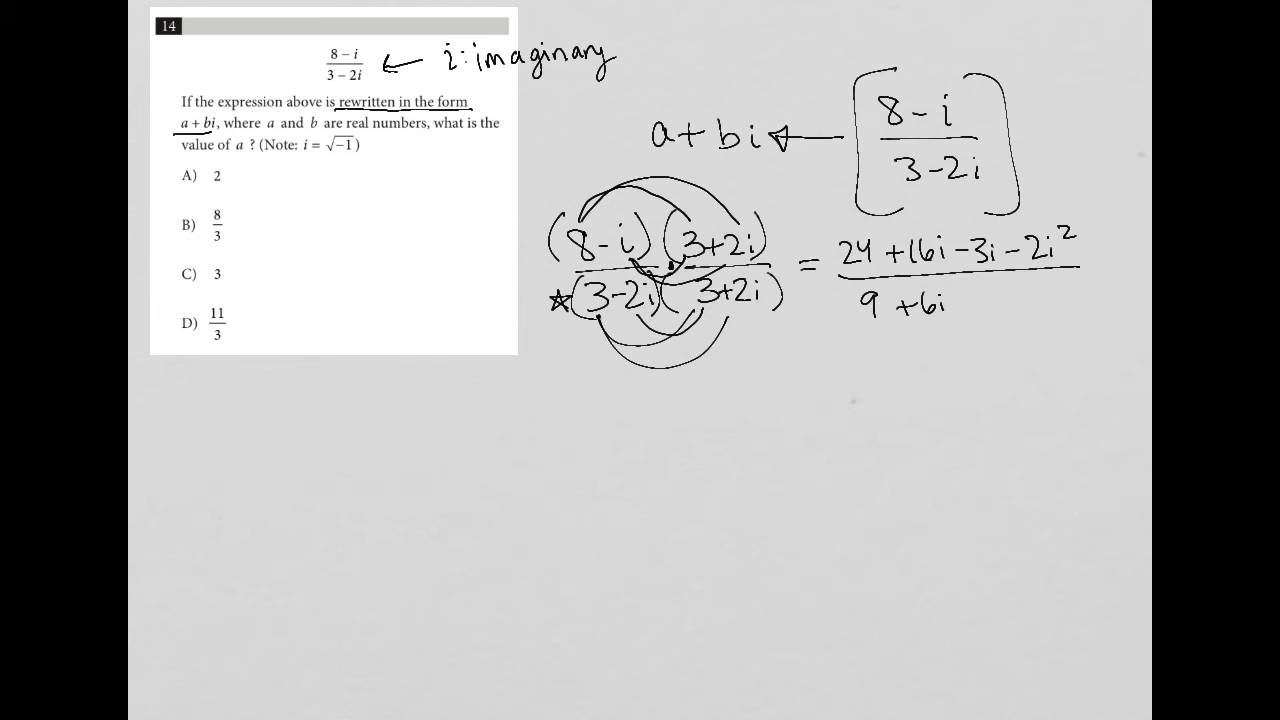 14
8 − i
3 − 2i
← i: imaginary
If the expression above is rewritten in the form
a + bi, where a and b are real numbers, what is the
value of a ? (Note: i = √−1)
A) 2
B) 8/3
C) 3
D) 11/3
a + bi ← [8 − i / 3 − 2i]
(8 − i) (3 + 2i) = 24 + 16i − 3i − 2i²
★ (3 − 2i) (3 + 2i) 9 + 6i